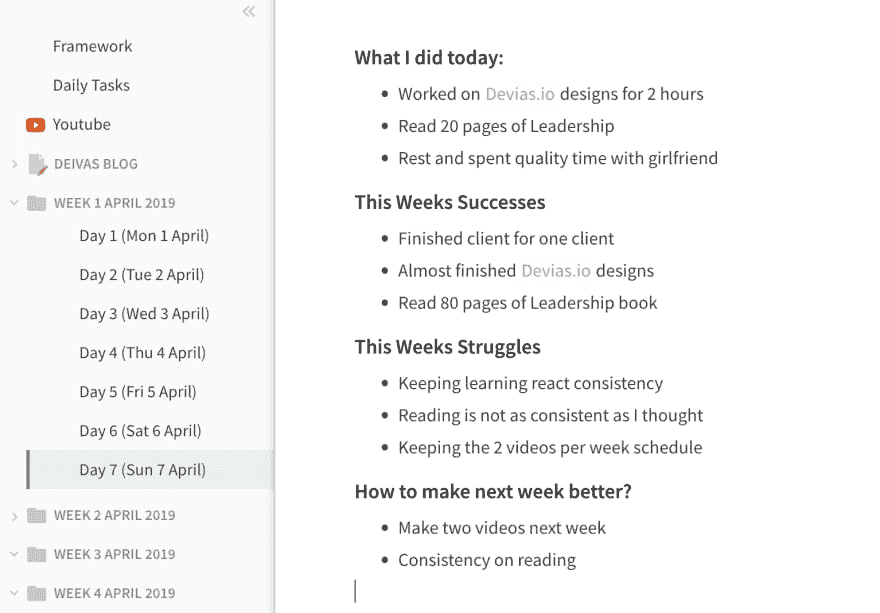 Framework
Daily Tasks
Youtube
DEIVAS BLOG
WEEK 1 APRIL 2019
Day 1 (Mon 1 April)
Day 2 (Tue 2 April)
Day 3 (Wed 3 April)
Day 4 (Thu 4 April)
Day 5 (Fri 5 April)
Day 6 (Sat 6 April)
Day 7 (Sun 7 April)
WEEK 2 APRIL 2019
WEEK 3 APRIL 2019
WEEK 4 APRIL 2019
What I did today:
Worked on Devias.io designs for 2 hours
Read 20 pages of Leadership
Rest and spent quality time with girlfriend
This Weeks Successes
Finished client for one client
Almost finished Devias.io designs
Read 80 pages of Leadership book
This Weeks Struggles
Keeping learning react consistency
Reading is not as consistent as I thought
Keeping the 2 videos per week schedule
How to make next week better?
Make two videos next week
Consistency on reading